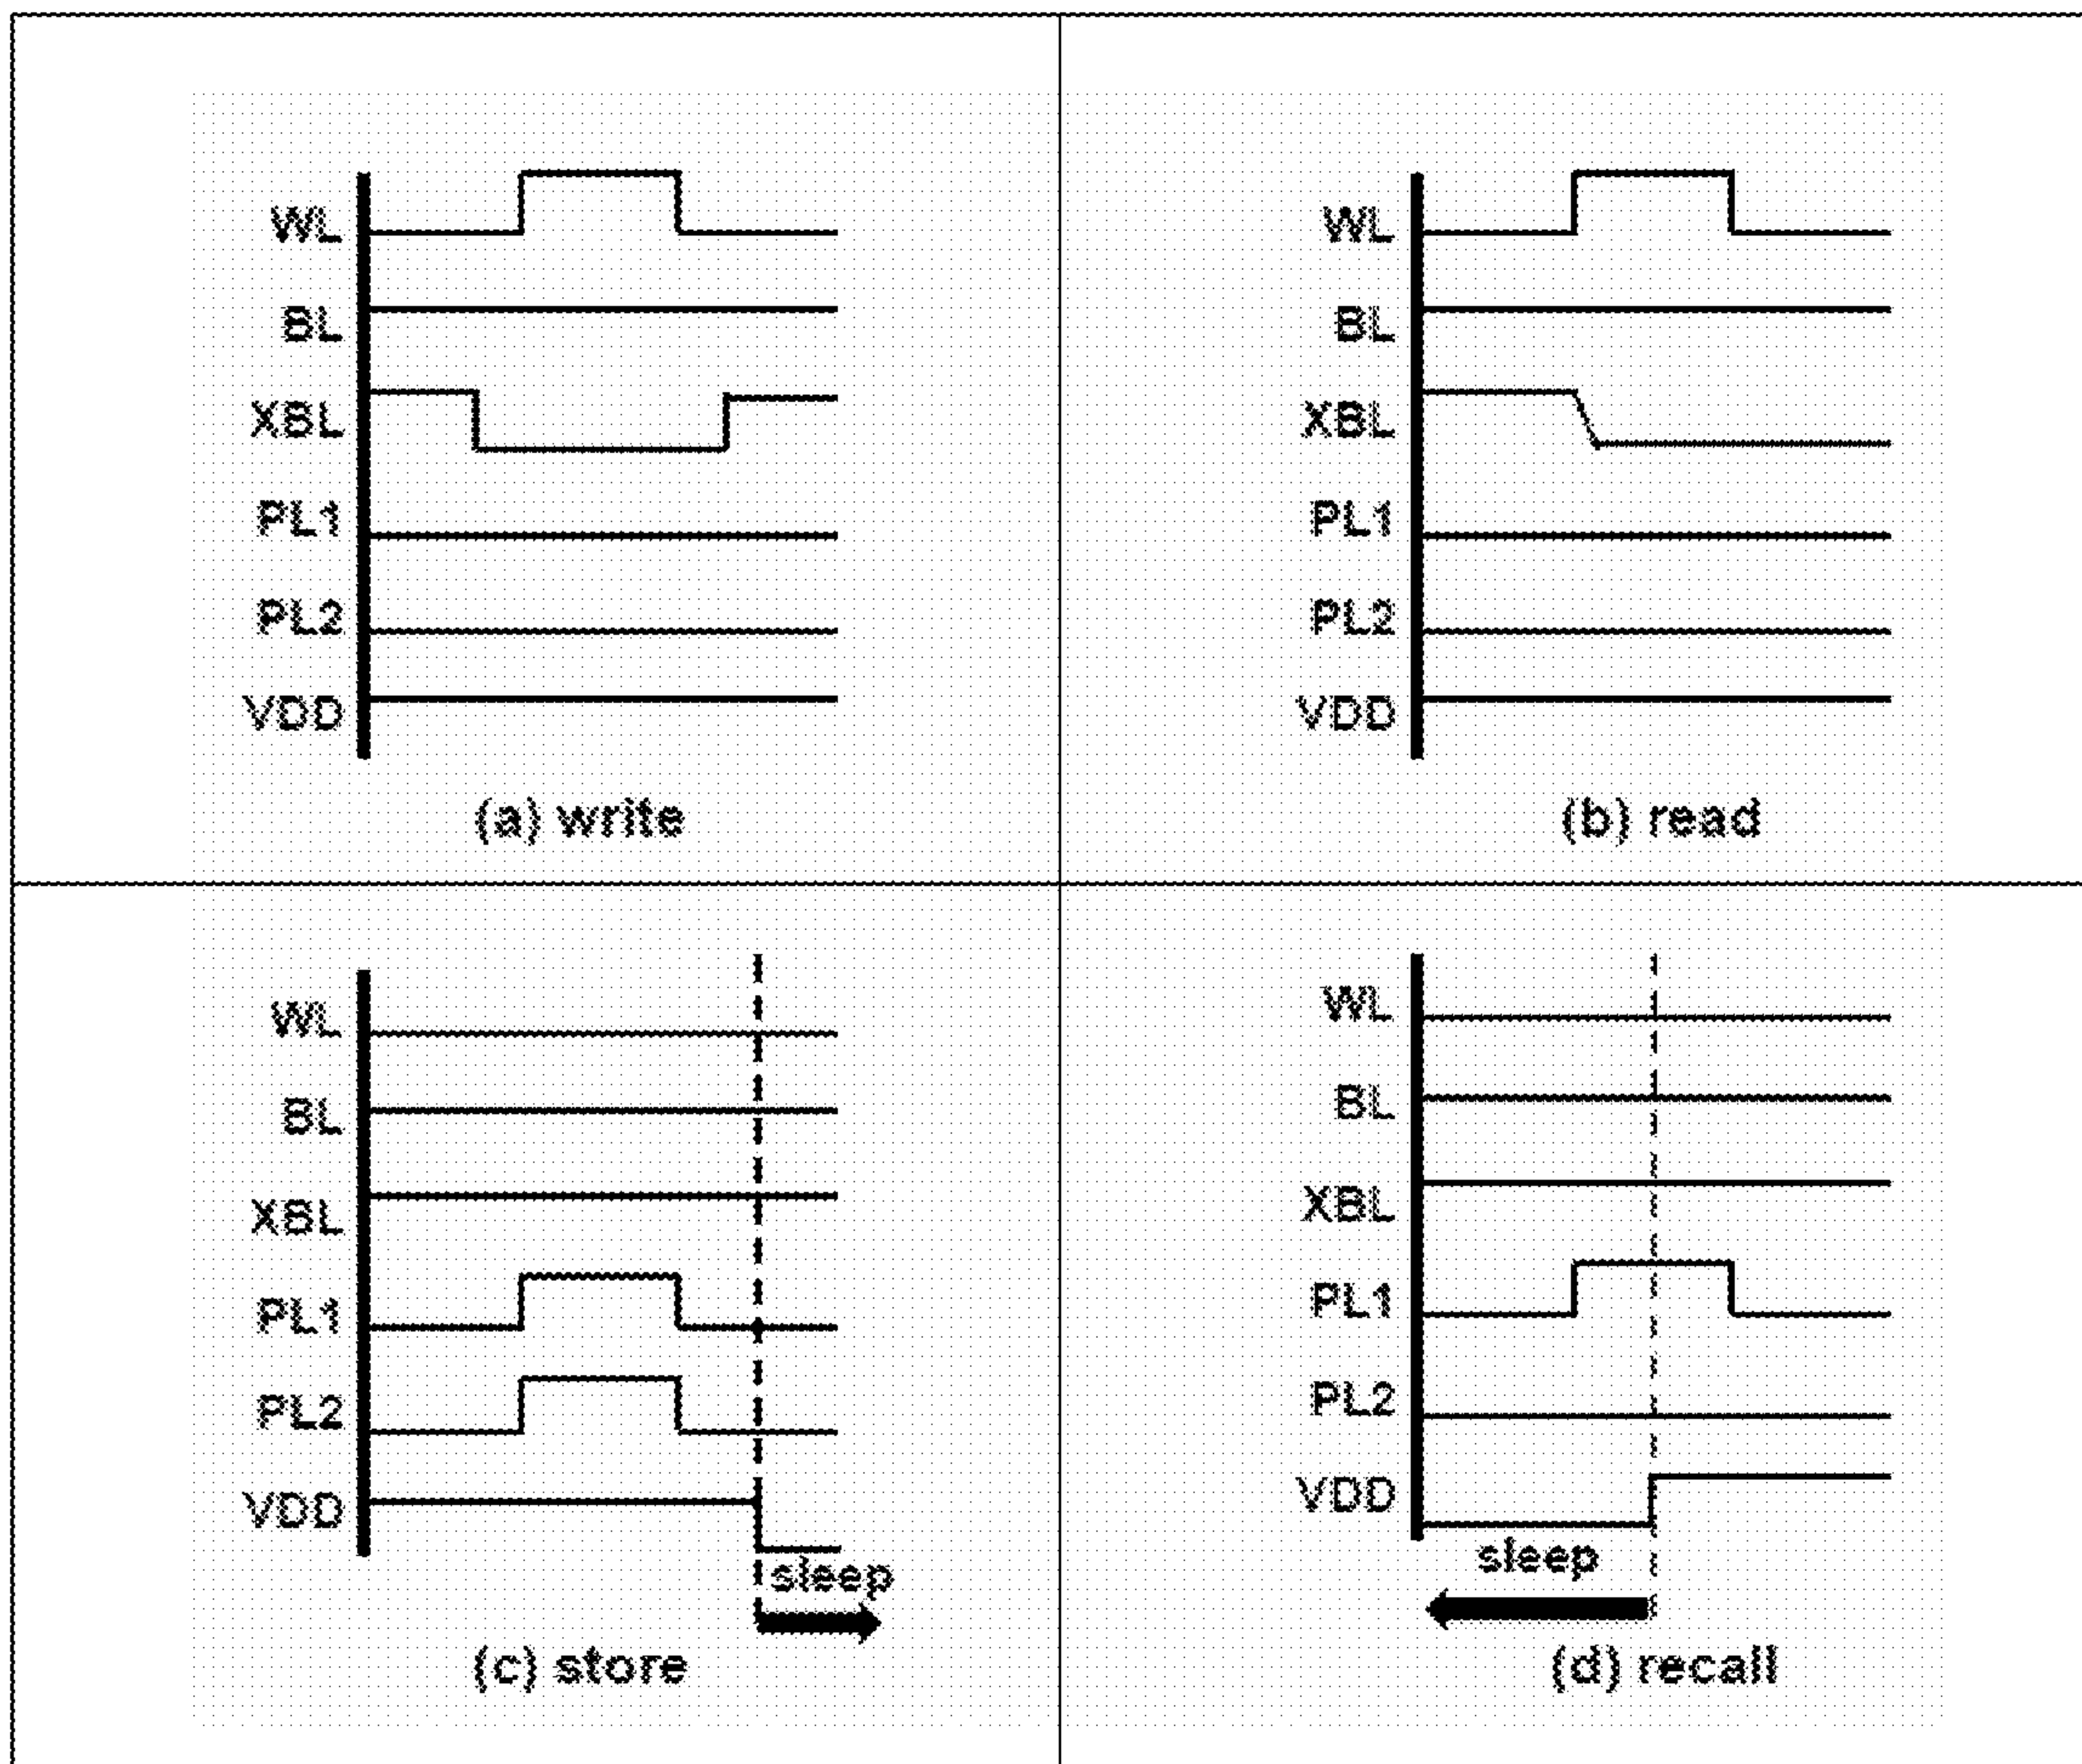 WL
BL
XBL
PL1
PL2
VDD
(a) write
WL
BL
XBL
PL1
PL2
VDD
(b) read
WL
BL
XBL
PL1
PL2
VDD
sleep
(c) store
WL
BL
XBL
PL1
PL2
VDD
sleep
(d) recall